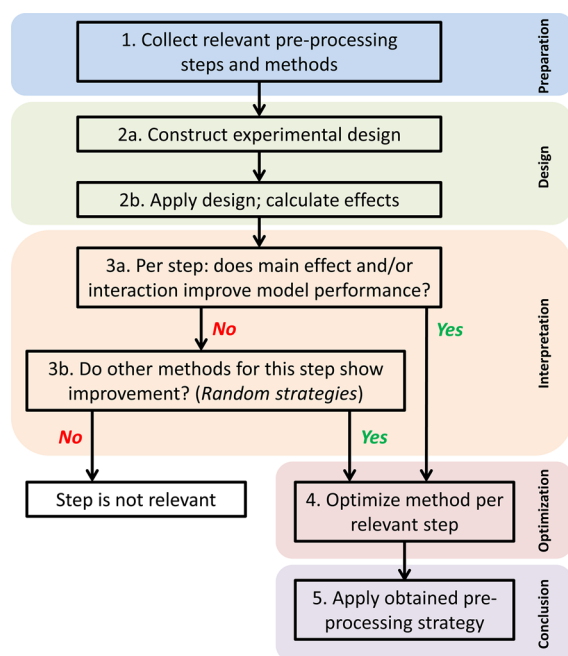 1. Collect relevant pre-processing
steps and methods
Preparation
2a. Construct experimental design
2b. Apply design; calculate effects
Design
3a. Per step: does main effect and/or
interaction improve model performance?
No
Yes
3b. Do other methods for this step show
improvement? (Random strategies)
Interpretation
No
Yes
Step is not relevant
4. Optimize method per
relevant step
Optimization
5. Apply obtained pre-
processing strategy
Conclusion